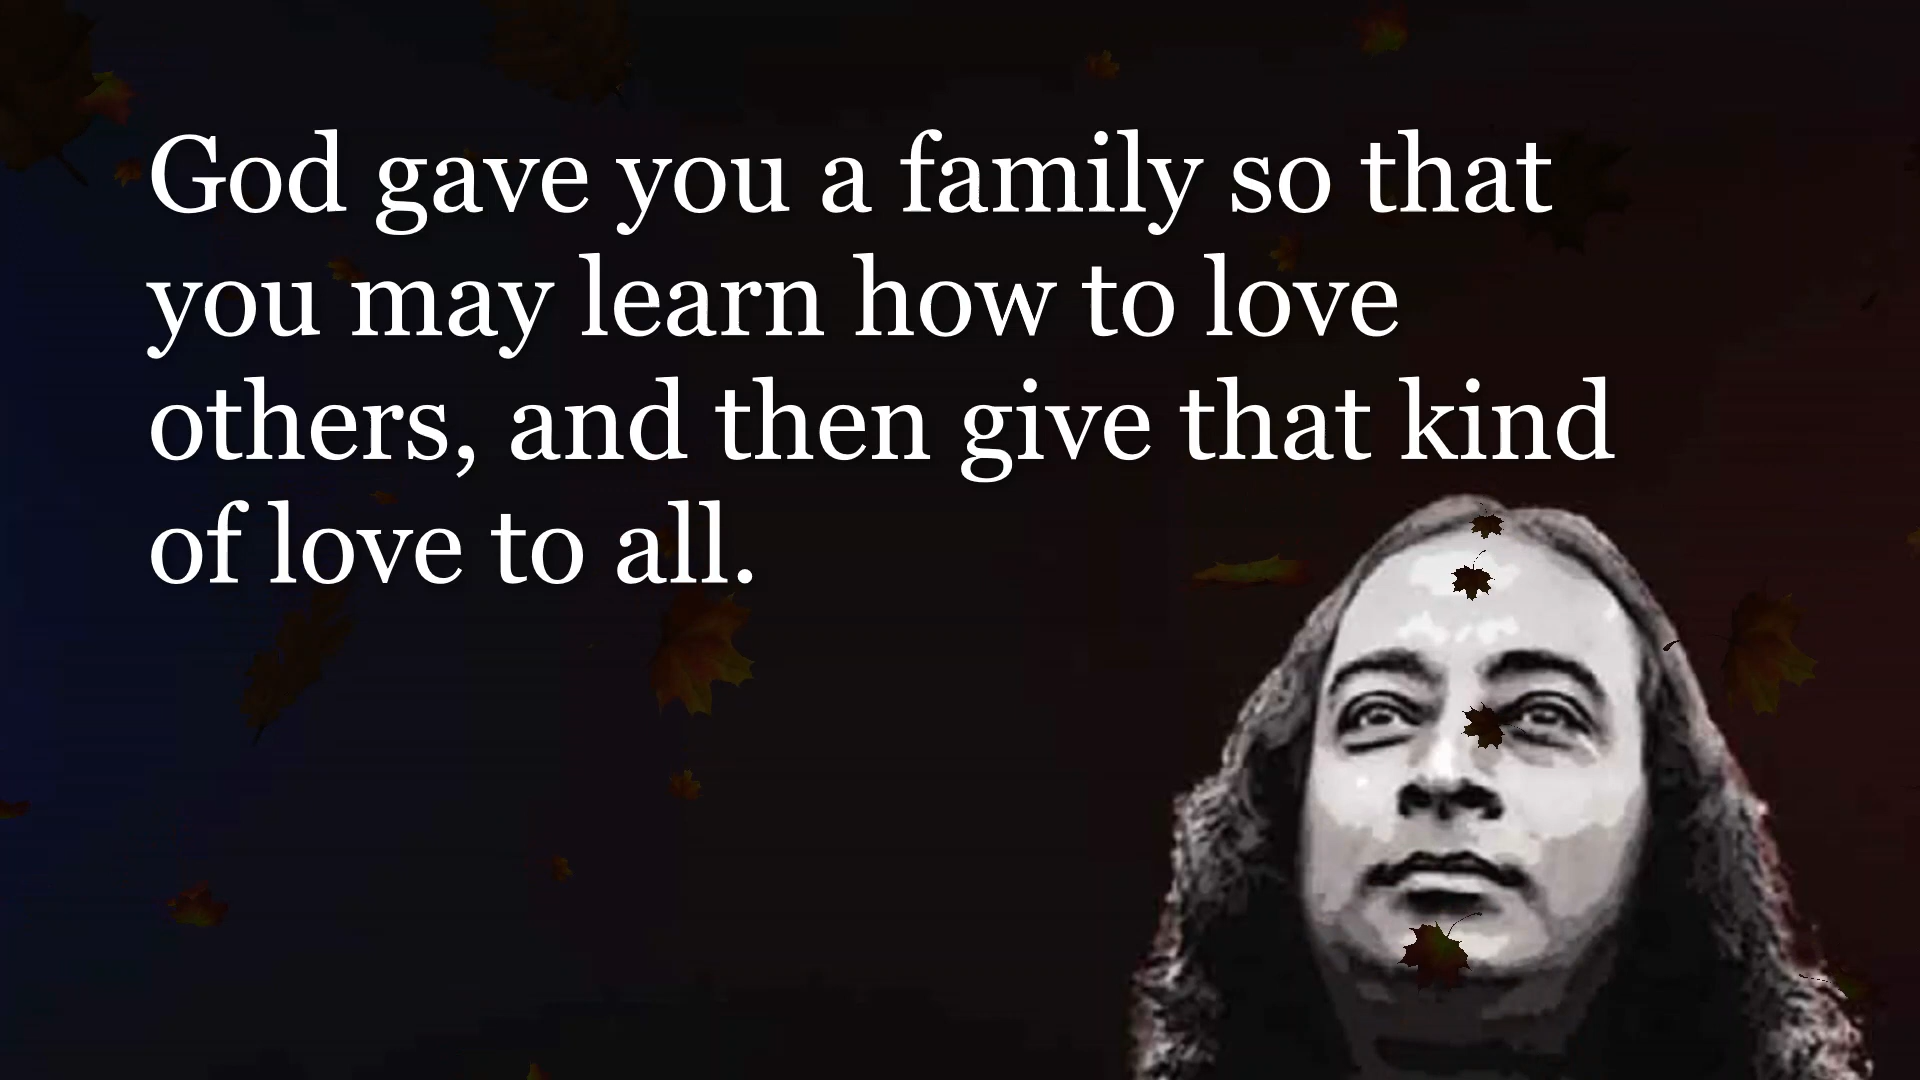 God gave you a family so that
you may learn how to love
others, and then give that kind
of love to all.